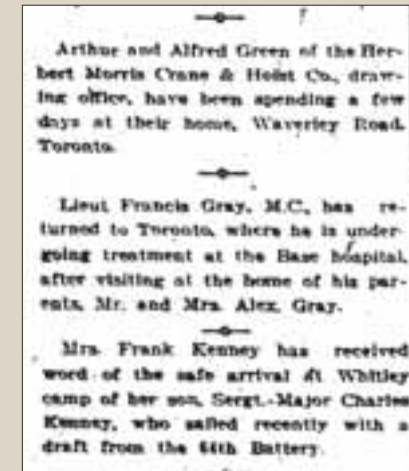 Arthur and Alfred Green of the Her-
bert Morris Crane & Hoist Co., draw-
ing office, have been spending a few
days at their home, Waverley Road,
Toronto.
Lieut Francis Gray, M.C., has re-
turned to Toronto, where he is under-
going treatment at the Base hospital,
after visiting at the home of his par-
ents, Mr. and Mrs. Alex. Gray.
Mrs. Frank Kenney has received
word of the safe arrival at Whitley
camp of her son, Sergt.-Major Charles
Kenney, who sailed recently with a
draft from the 64th Battery.